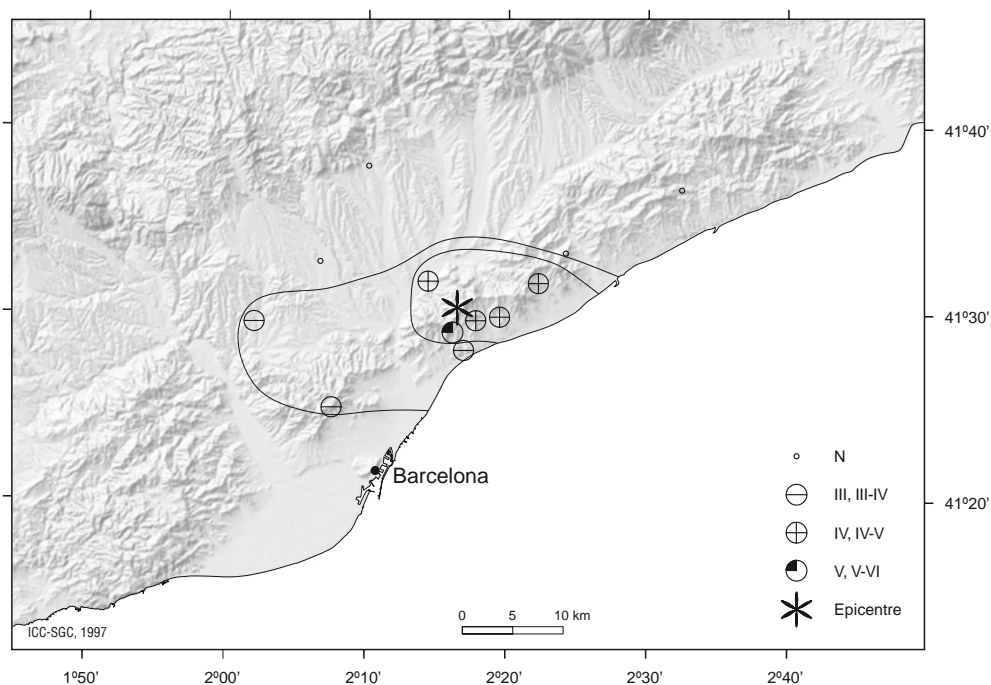 41º40'
41º30'
Barcelona
N
III, III-IV
41º20'
IV, IV-V
V, V-VI
Epicentre
0 5 10 km
ICC-SGC, 1997
1º50' 2º00' 2º10' 2º20' 2º30' 2º40'